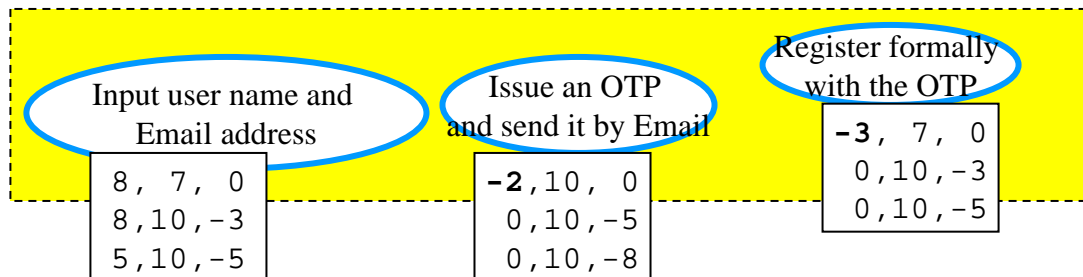 Input user name and
Email address
8, 7, 0
8,10,-3
5,10,-5
Issue an OTP
and send it by Email
-2,10, 0
0,10,-5
0,10,-8
Register formally
with the OTP
-3, 7, 0
0,10,-3
0,10,-5